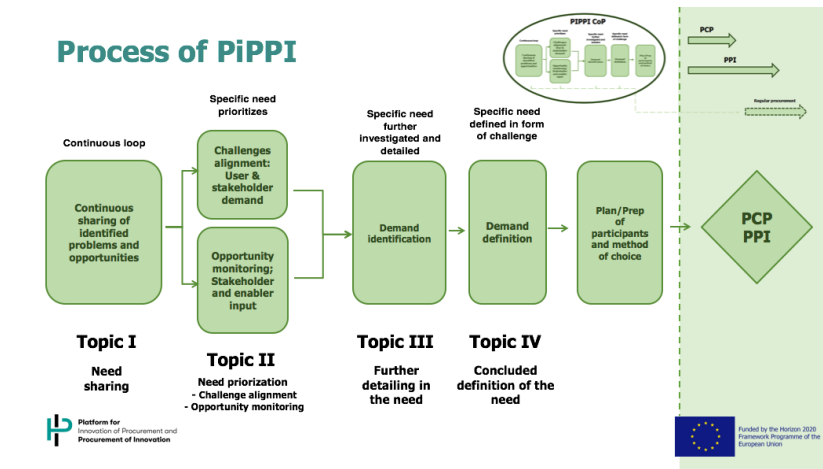 Process of PiPPI
PIPPI CoP
PCP
PPI
Regular procurement
Continuous loop
Specific need
prioritizes
Specific need
further
investigated and
detailed
Specific need
defined in form
of challenge
Continuous
sharing of
identified
problems and
opportunities
Challenges
alignment:
User &
stakeholder
demand
Opportunity
monitoring;
Stakeholder
and enabler
input
Demand
identification
Demand
definition
Plan/Prep
of
participants
and method
of choice
PCP
PPI
Topic I
Need
sharing
Topic II
Need priorization
- Challenge alignment
- Opportunity monitoring
Topic III
Further
detailing in
the need
Topic IV
Concluded
definition of the
need
Platform for
Innovation of Procurement and
Procurement of Innovation
Funded by the Horizon 2020
Framework Programme of the
European Union